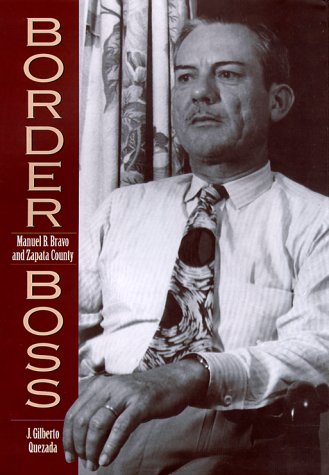 BORDER
Manuel B. Bravo
and Zapata County
BOSS
J. Gilberto
Quezada